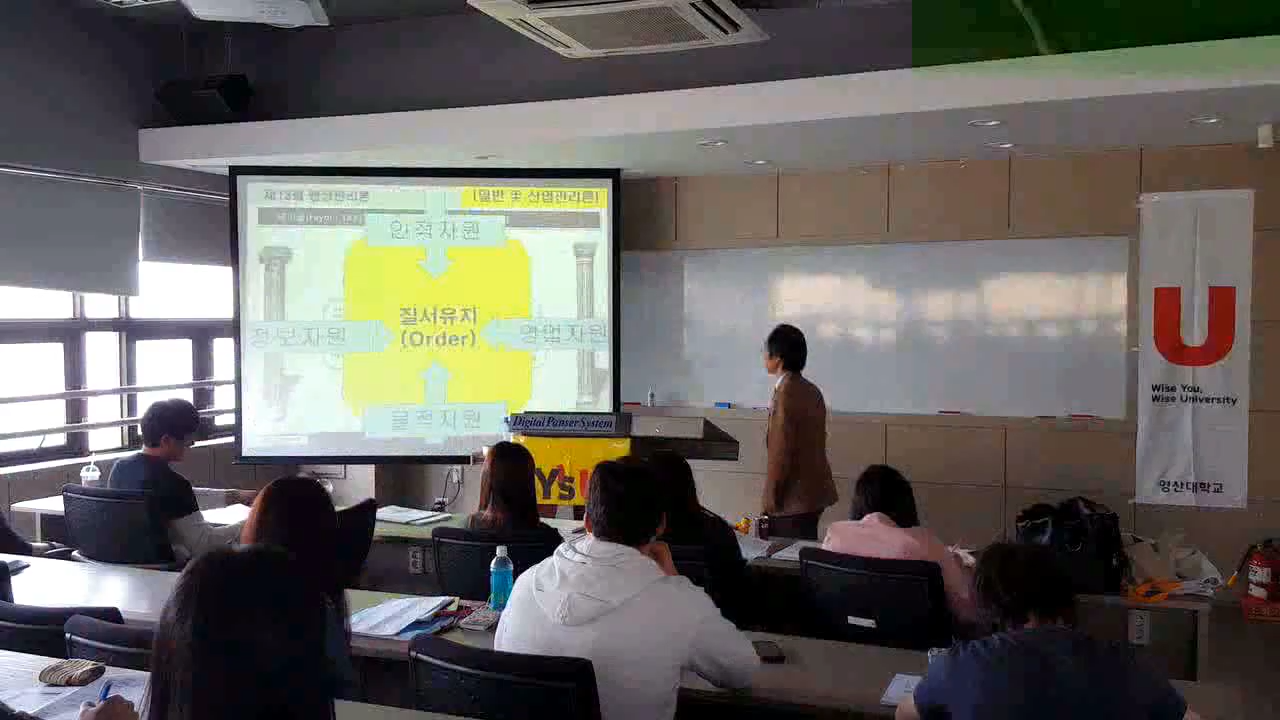 (일반 및 산업관리론)
인적자원
질서유지
(Order)
정보자원
영업자원
물적자원
Digital Panser System
YsU
U
Wise You,
Wise University
영산대학교